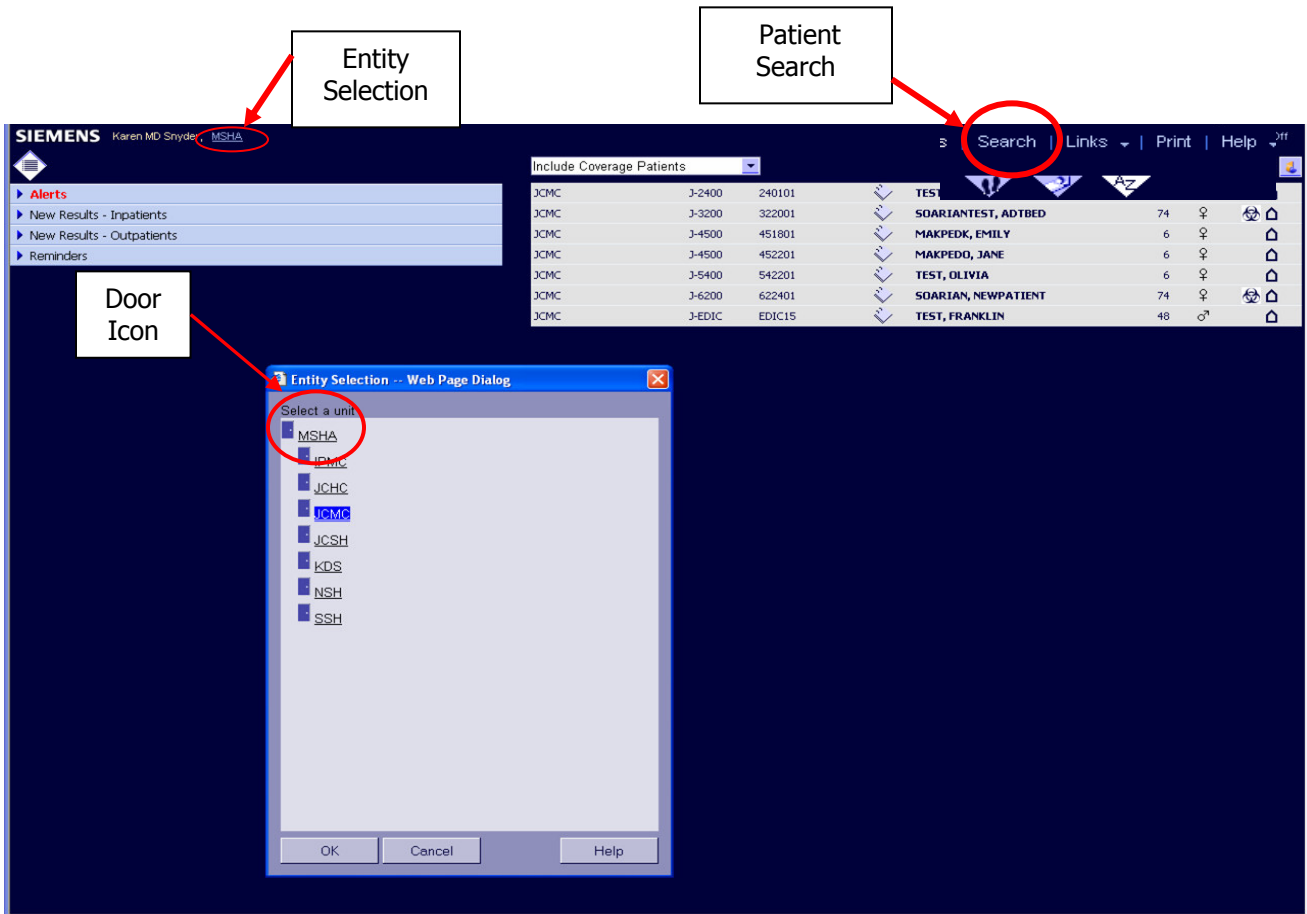 Entity
Selection
Patient
Search
SIEMENS Karen MD Snyder, MSHA
s | Search | Links | Print | Help Off
Include Coverage Patients
AZ
Alerts
New Results - Inpatients
New Results - Outpatients
Reminders
JCMC J-2400 240101 TEST
JCMC J-3200 322001 SOARIANTEST, ADTBED 74 ♀
JCMC J-4500 451801 MAKPEDK, EMILY 6 ♀
JCMC J-4500 452201 MAKPEDO, JANE 6 ♀
JCMC J-5400 542201 TEST, OLIVIA 6 ♀
JCMC J-6200 622401 SOARIAN, NEWPATIENT 74 ♀
JCMC J-EDIC EDIC15 TEST, FRANKLIN 48 ♂
Door
Icon
Entity Selection -- Web Page Dialog
Select a unit
MSHA
IPMC
JCHC
JCMC
JCSH
KDS
NSH
SSH
OK Cancel Help